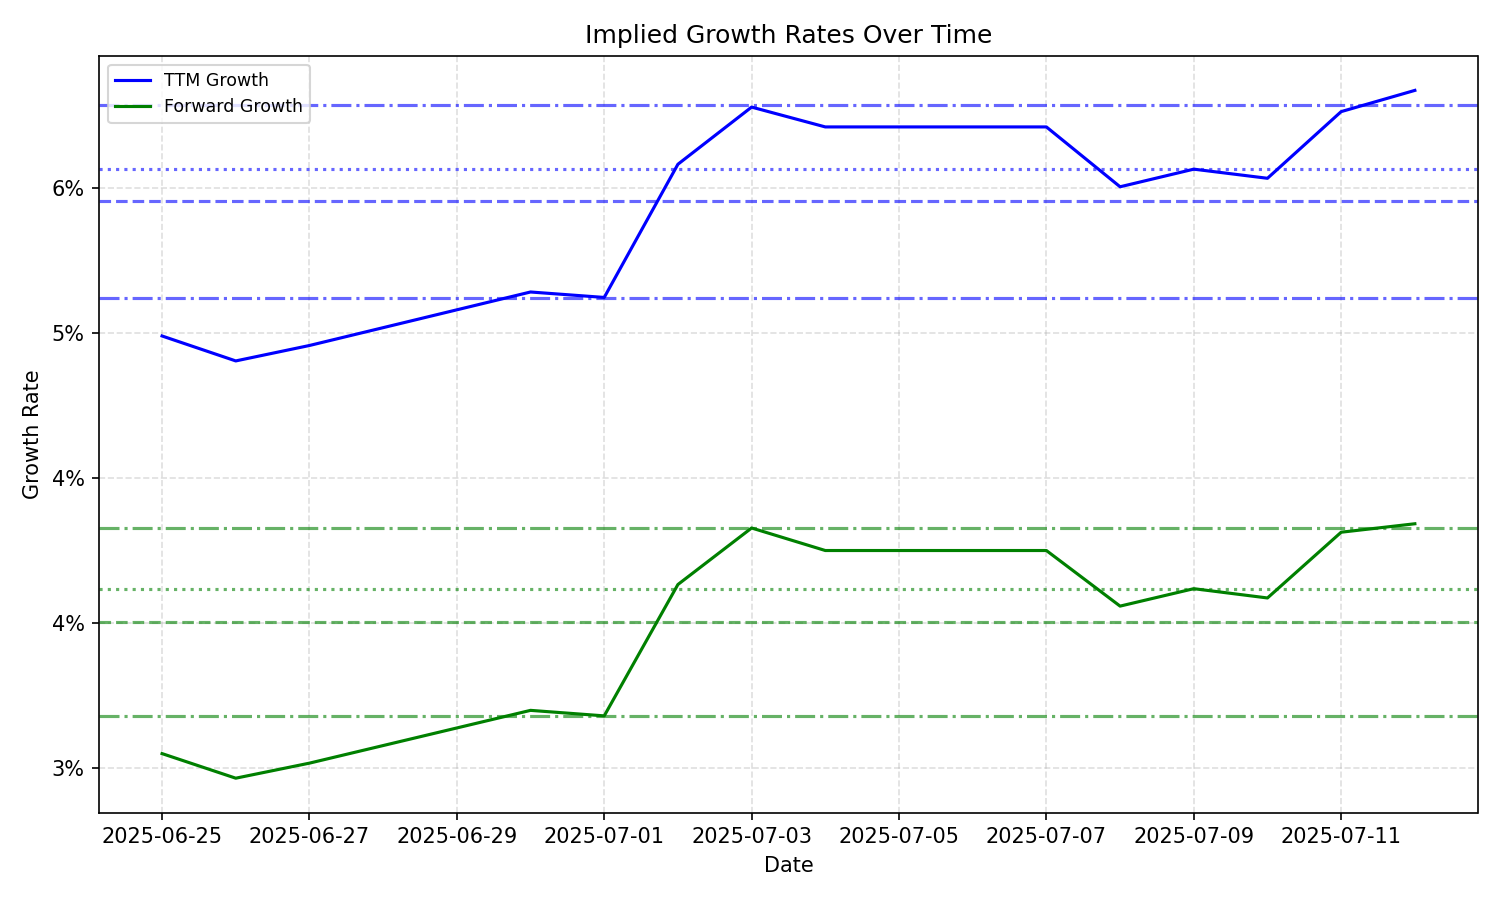 Implied Growth Rates Over Time
TTM Growth
Forward Growth
6%
5%
4%
4%
3%
Growth Rate
2025-06-25 2025-06-27 2025-06-29 2025-07-01 2025-07-03 2025-07-05 2025-07-07 2025-07-09 2025-07-11
Date